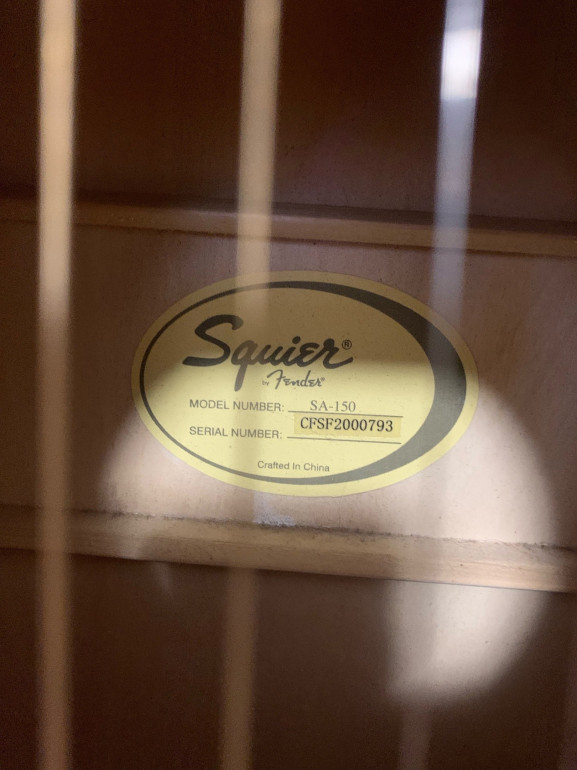 Squier®
by Fender®
MODEL NUMBER: SA-150
SERIAL NUMBER: CFSF2000793
Crafted In China